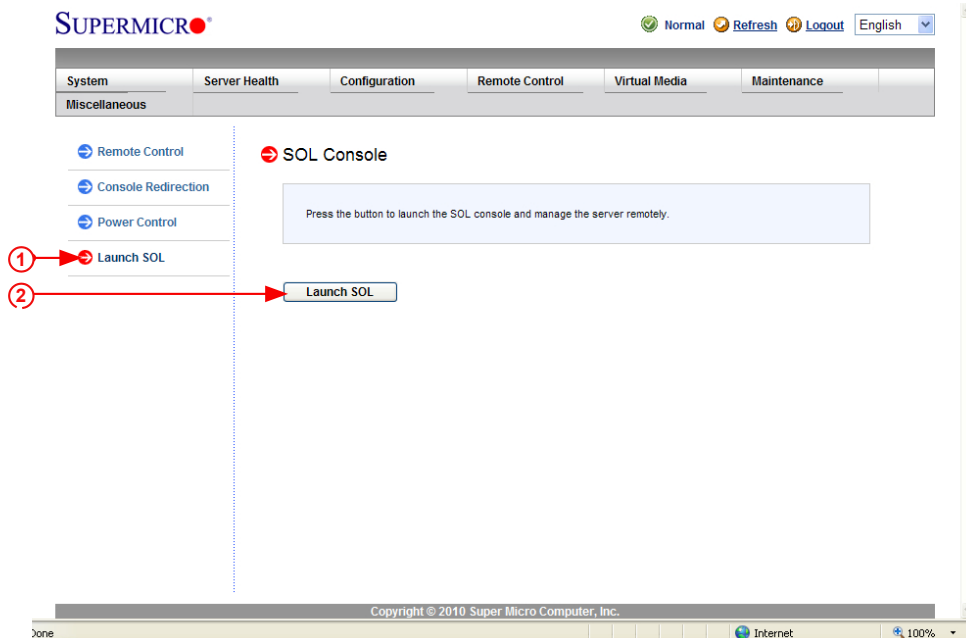 SUPERMICRO
Normal Refresh Logout English
System Server Health Configuration Remote Control Virtual Media Maintenance
Miscellaneous
Remote Control
Console Redirection
Power Control
1 Launch SOL
SOL Console
Press the button to launch the SOL console and manage the server remotely.
2 Launch SOL
Copyright © 2010 Super Micro Computer, Inc.
Done Internet 100%